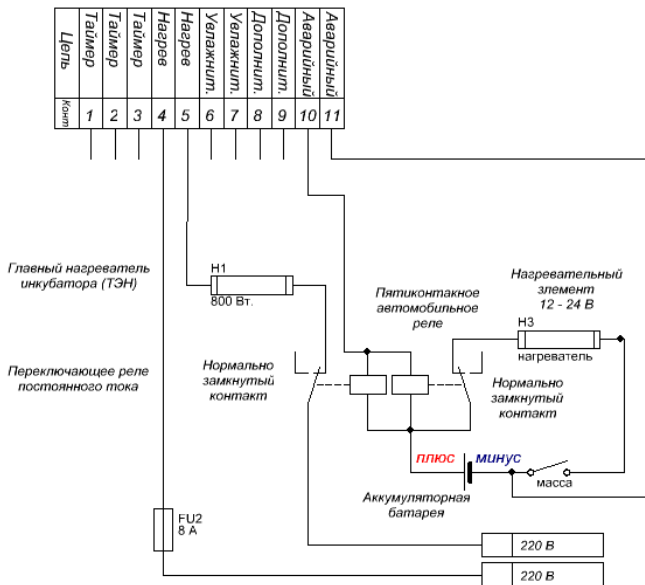 Цепь
Таймер
Таймер
Таймер
Нагрев
Нагрев
Увлажнит.
Увлажнит.
Дополнит.
Дополнит.
Аварийный
Аварийный
Конт
1
2
3
4
5
6
7
8
9
10
11
Главный нагреватель
инкубатора (ТЭН)
H1
800 Вт.
Пятиконтакное
автомобильное
реле
Нагревательный
элемент
12 - 24 В
H3
нагреватель
Переключающее реле
постоянного тока
Нормально
замкнутый
контакт
Нормально
замкнутый
контакт
плюс
минус
масса
Аккумуляторная
батарея
FU2
8 А
220 В
220 В